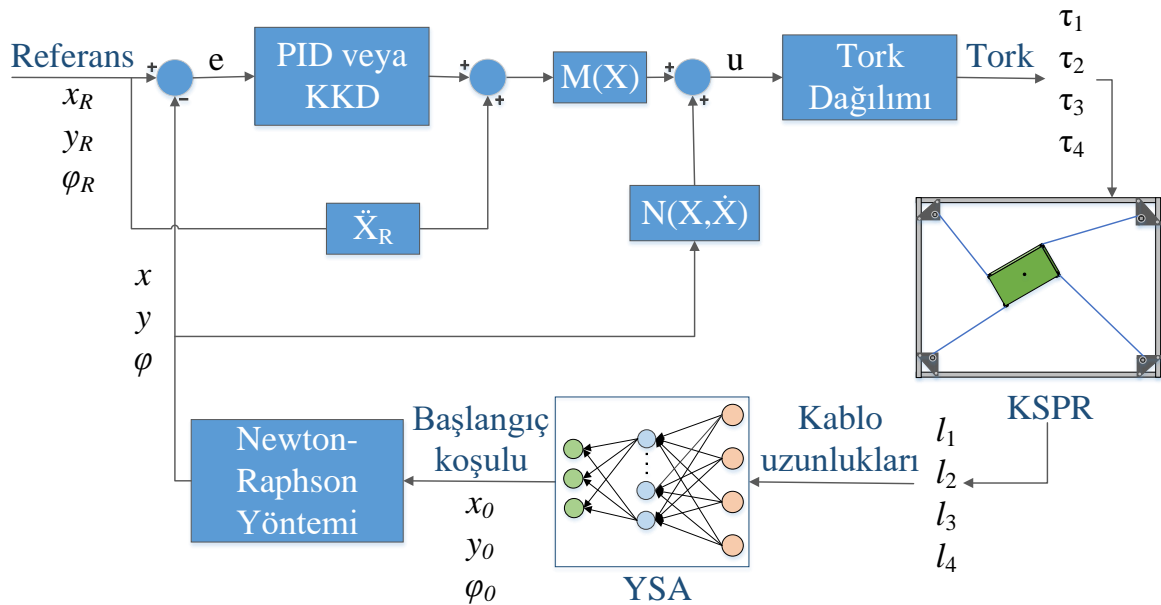 Referans
+
−
e
PID veya
KKD
+
+
M(X)
+
+
u
Tork
Dağılımı
Tork
τ1
τ2
τ3
τ4
xR
yR
φR
ẌR
N(X,Ẋ)
x
y
φ
KSPR
Newton-
Raphson
Yöntemi
Başlangıç
koşulu
x0
y0
φ0
YSA
Kablo
uzunlukları
l1
l2
l3
l4